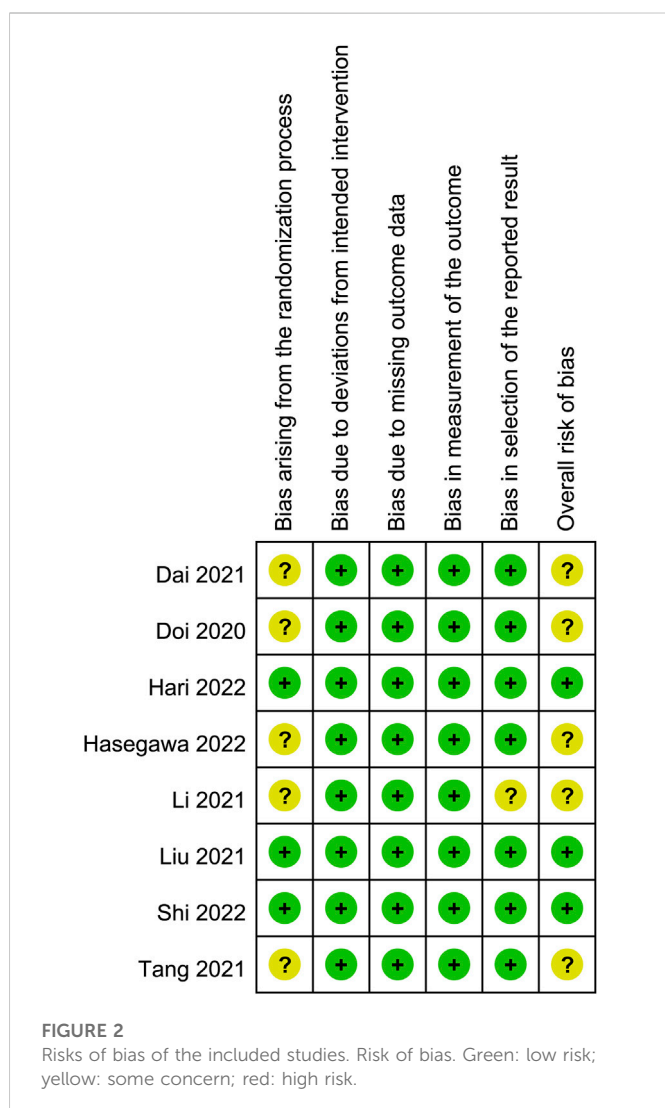 Bias arising from the randomization process
Bias due to deviations from intended intervention
Bias due to missing outcome data
Bias in measurement of the outcome
Bias in selection of the reported result
Overall risk of bias
Dai 2021 ? + + + + ?
Doi 2020 ? + + + + ?
Hari 2022 + + + + + +
Hasegawa 2022 ? + + + + ?
Li 2021 ? + + + ? ?
Liu 2021 + + + + + +
Shi 2022 + + + + + +
Tang 2021 ? + + + + ?
FIGURE 2
Risks of bias of the included studies. Risk of bias. Green: low risk;
yellow: some concern; red: high risk.